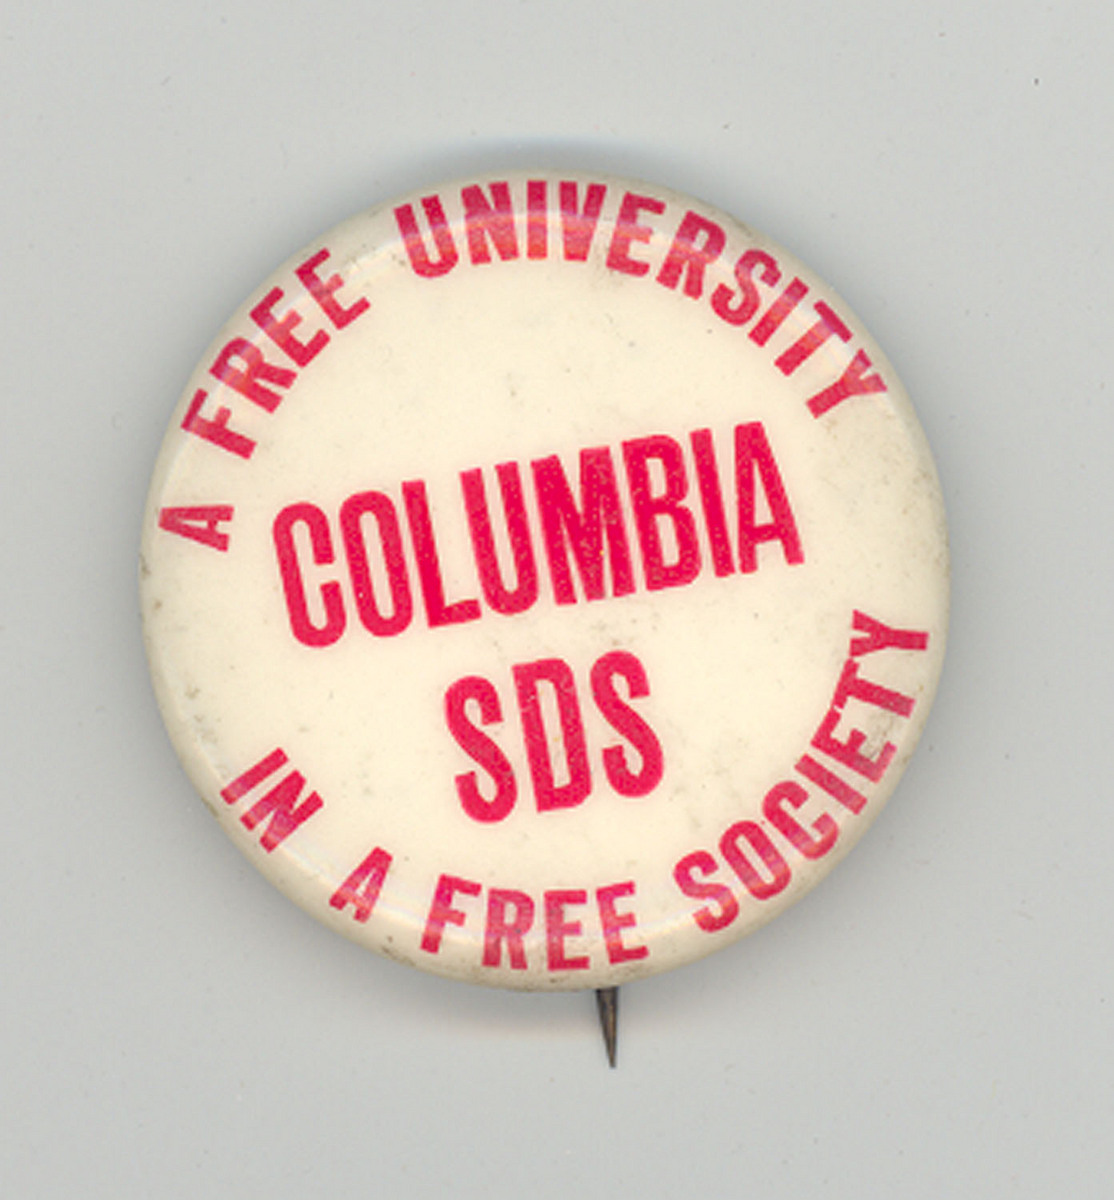 A FREE UNIVERSITY
COLUMBIA
SDS
IN A FREE SOCIETY